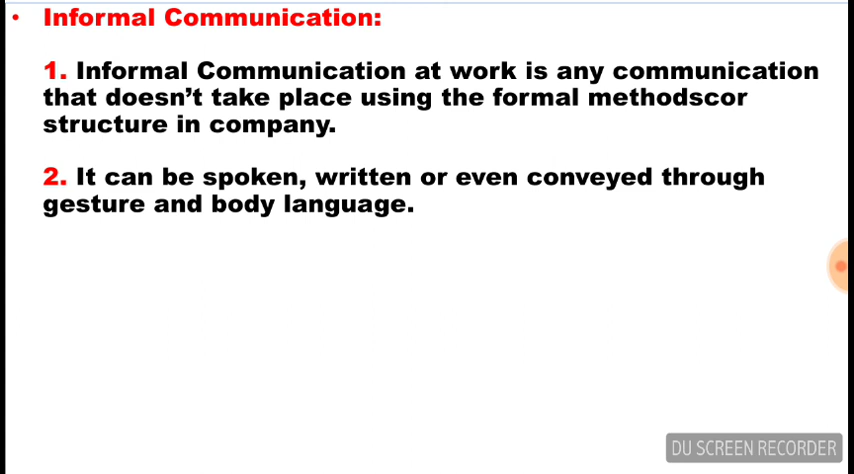 • Informal Communication:
1. Informal Communication at work is any communication
that doesn’t take place using the formal methodscor
structure in company.
2. It can be spoken, written or even conveyed through
gesture and body language.
DU SCREEN RECORDER